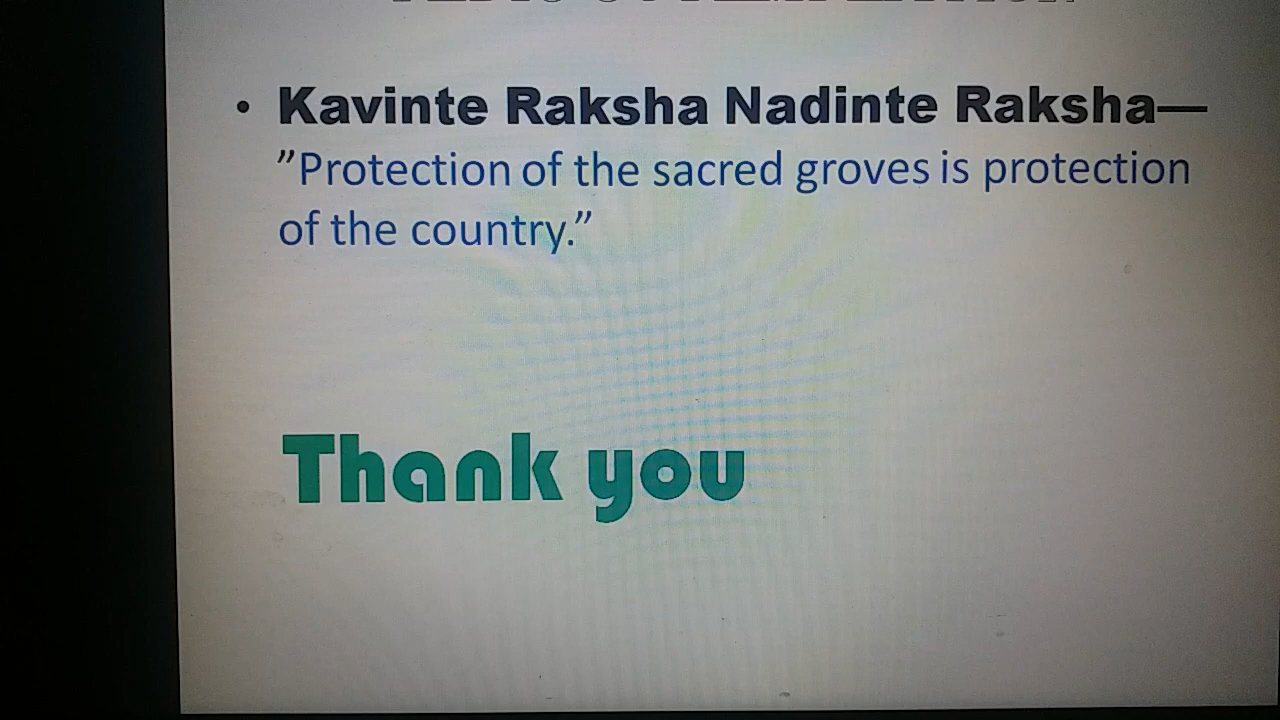 • Kavinte Raksha Nadinte Raksha—
”Protection of the sacred groves is protection
of the country.”
Thank you